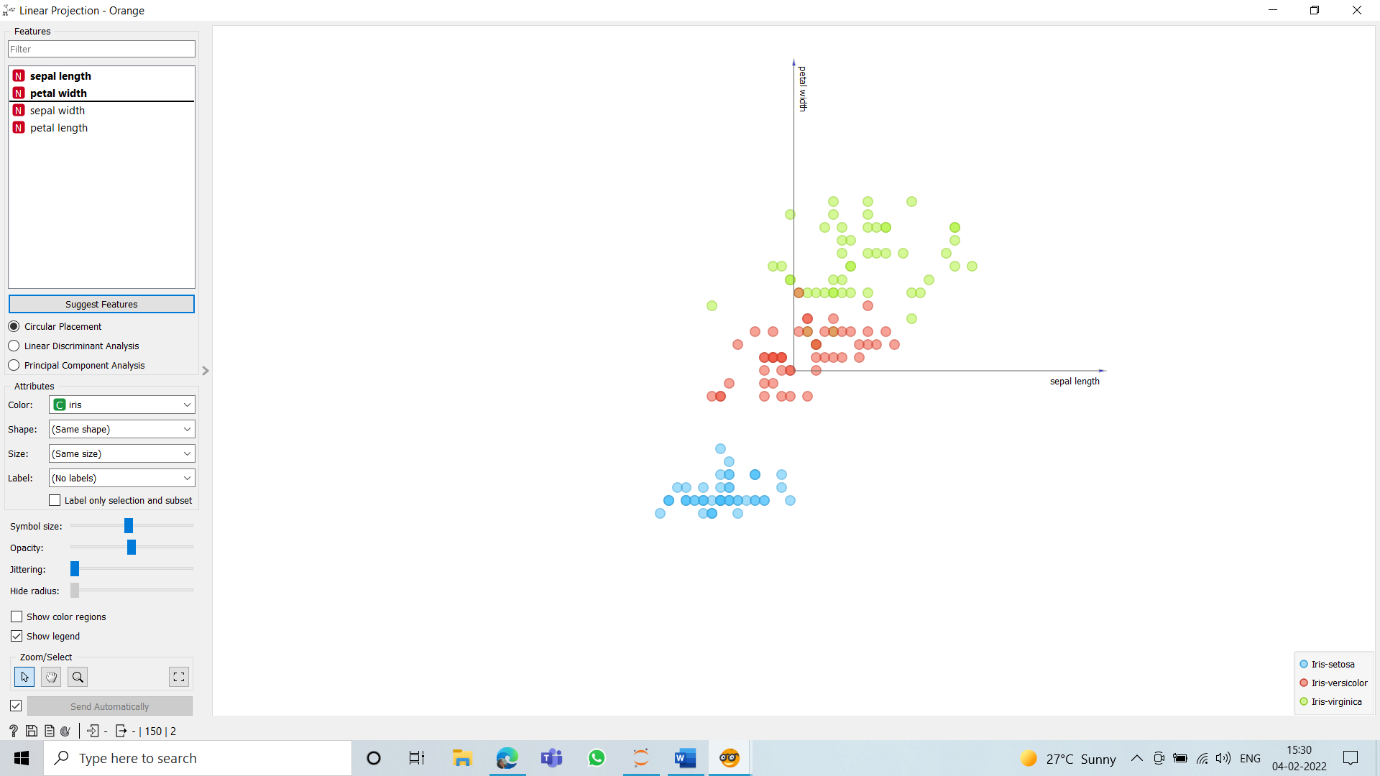 Linear Projection - Orange
Features
Filter
N sepal length
N petal width
N sepal width
N petal length
Suggest Features
Circular Placement
Linear Discriminant Analysis
Principal Component Analysis
Attributes
Color: C iris
Shape: (Same shape)
Size: (Same size)
Label: (No labels)
Label only selection and subset
Symbol size:
Opacity:
Jittering:
Hide radius:
Show color regions
Show legend
Zoom/Select
Send Automatically
? - - | 150 | 2
petal width
sepal length
Iris-setosa
Iris-versicolor
Iris-virginica
Type here to search
27°C Sunny
ENG
15:30
04-02-2022